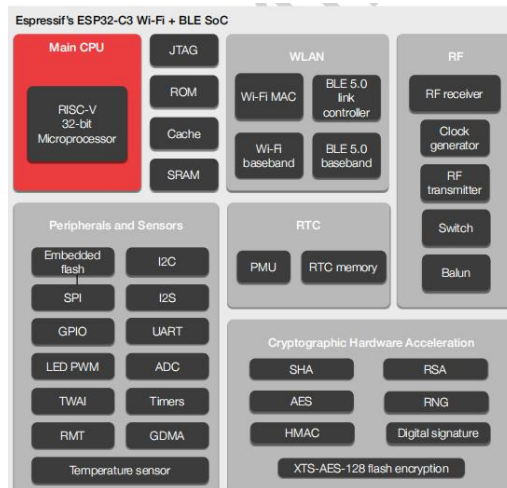 Espressif's ESP32-C3 Wi-Fi + BLE SoC
Main CPU
RISC-V
32-bit
Microprocessor
JTAG
ROM
Cache
SRAM
WLAN
Wi-Fi MAC
BLE 5.0
link
controller
Wi-Fi
baseband
BLE 5.0
baseband
RF
RF receiver
Clock
generator
RF
transmitter
Switch
Balun
Peripherals and Sensors
Embedded
flash
I2C
SPI
I2S
GPIO
UART
LED PWM
ADC
TWAI
Timers
RMT
GDMA
Temperature sensor
RTC
PMU
RTC memory
Cryptographic Hardware Acceleration
SHA
RSA
AES
RNG
HMAC
Digital signature
XTS-AES-128 flash encryption